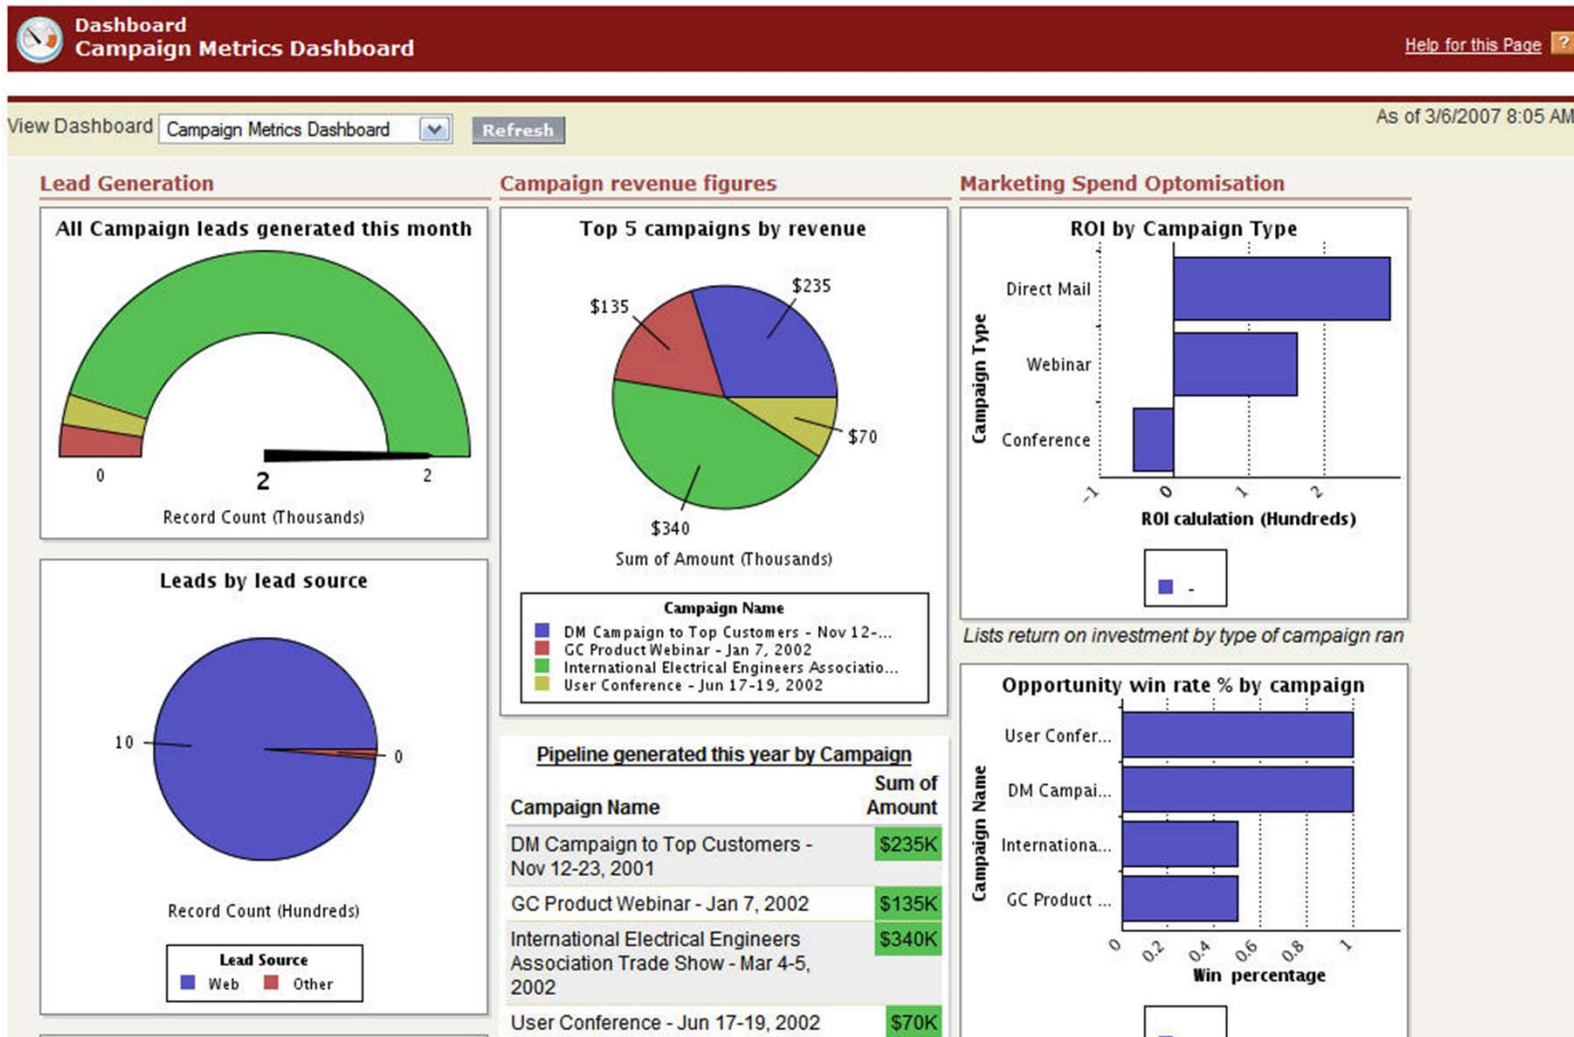 Dashboard
Campaign Metrics Dashboard
Help for this Page ?
View Dashboard Campaign Metrics Dashboard Refresh
As of 3/6/2007 8:05 AM
Lead Generation
All Campaign leads generated this month
0
2
2
Record Count (Thousands)
Leads by lead source
10
0
Record Count (Hundreds)
Lead Source
Web Other
Campaign revenue figures
Top 5 campaigns by revenue
$235
$135
$70
$340
Sum of Amount (Thousands)
Campaign Name
DM Campaign to Top Customers - Nov 12-...
GC Product Webinar - Jan 7, 2002
International Electrical Engineers Associatio...
User Conference - Jun 17-19, 2002
Pipeline generated this year by Campaign
Sum of
Campaign Name Amount
DM Campaign to Top Customers - $235K
Nov 12-23, 2001
GC Product Webinar - Jan 7, 2002 $135K
International Electrical Engineers $340K
Association Trade Show - Mar 4-5,
2002
User Conference - Jun 17-19, 2002 $70K
Marketing Spend Optomisation
ROI by Campaign Type
Campaign Type
Direct Mail
Webinar
Conference
-1 0 1 2
ROI calulation (Hundreds)
-
Lists return on investment by type of campaign ran
Opportunity win rate % by campaign
Campaign Name
User Confer...
DM Campai...
Internationa...
GC Product ...
0 0.2 0.4 0.6 0.8 1
Win percentage